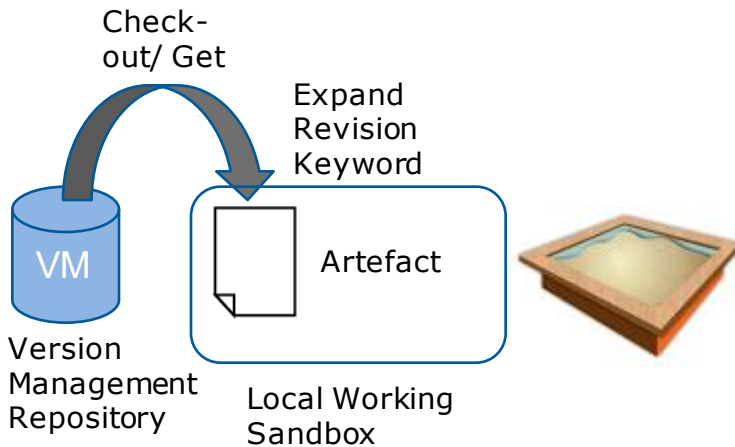 Check-
out/ Get
Expand
Revision
Keyword
VM
Artefact
Version
Management
Repository
Local Working
Sandbox